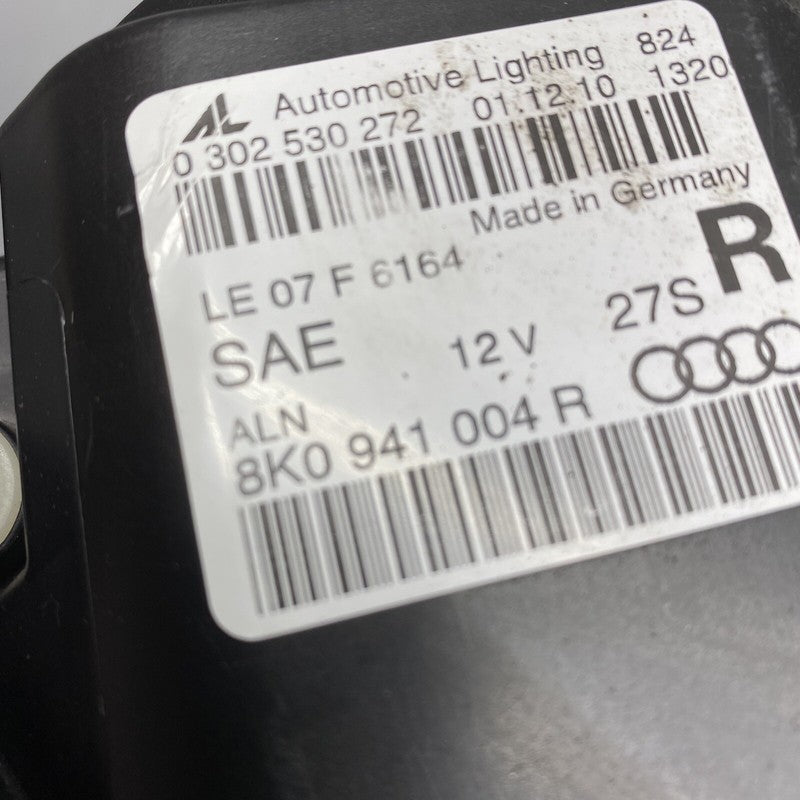 AL Automotive Lighting 824
0 302 530 272 01.12.10 1320
Made in Germany
LE 07 F 6164
R
SAE 12 V 27S
ALN
8K0 941 004 R